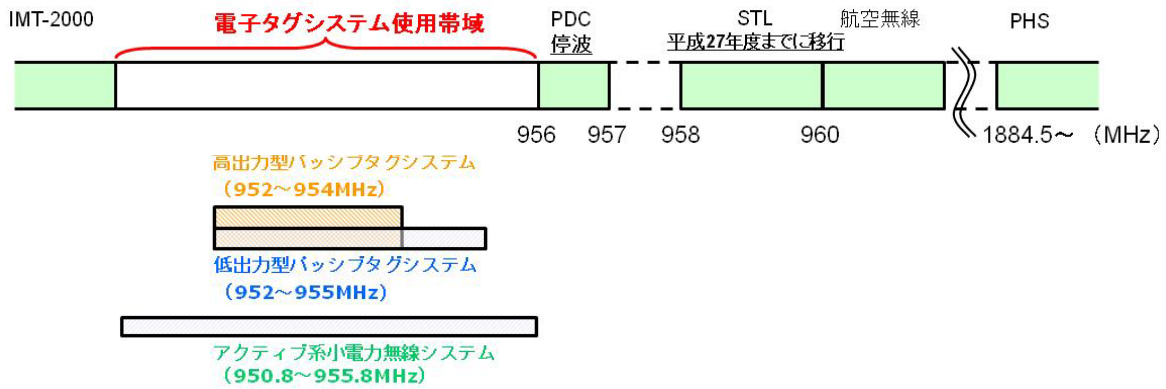 IMT-2000
電子タグシステム使用帯域
PDC
停波
STL
平成27年度までに移行
航空無線
PHS
956
957
958
960
1884.5～ (MHz)
高出力型パッシブタグシステム
(952～954MHz)
低出力型パッシブタグシステム
(952～955MHz)
アクティブ系小電力無線システム
(950.8～955.8MHz)